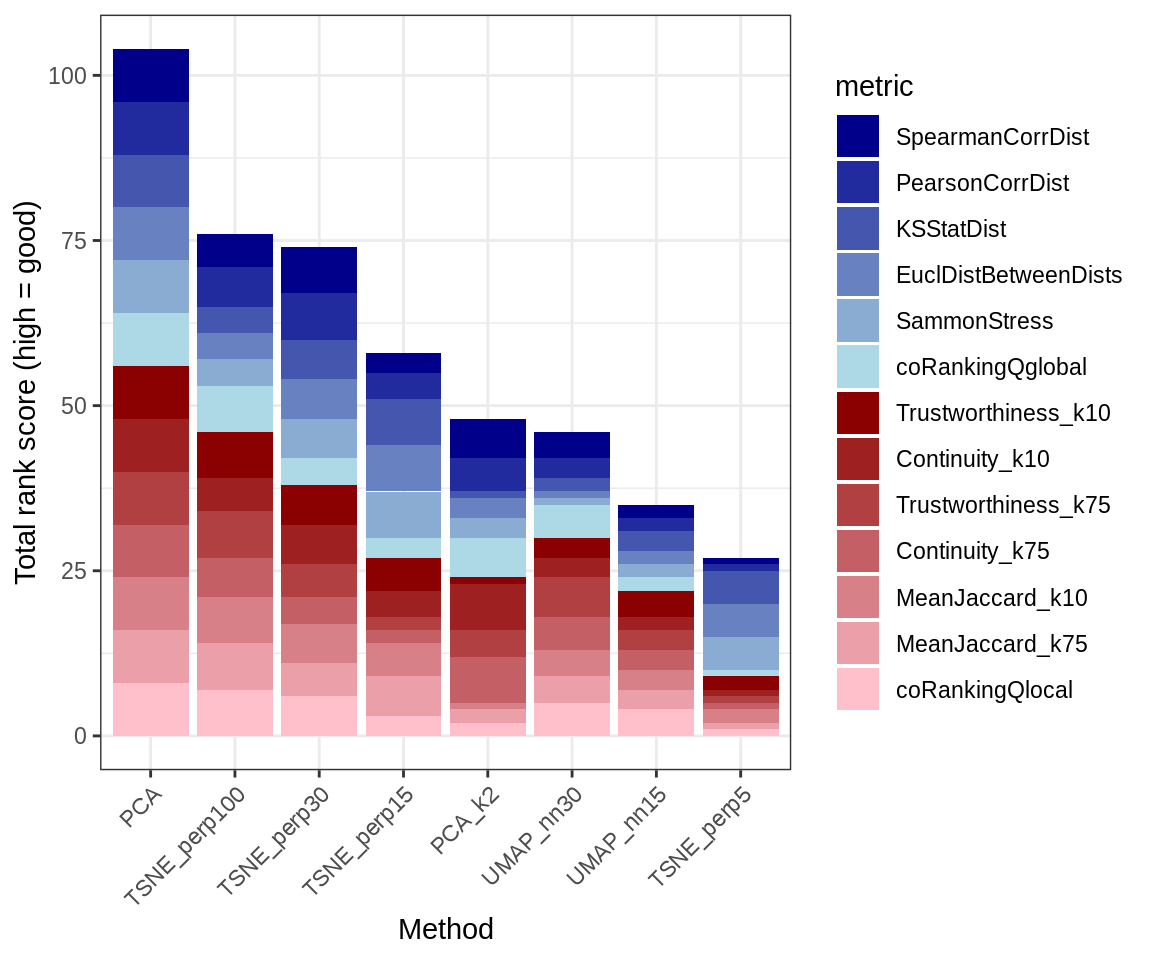 Total rank score (high = good)
100
75
50
25
0
PCA
TSNE_perp100
TSNE_perp30
TSNE_perp15
PCA_k2
UMAP_nn30
UMAP_nn15
TSNE_perp5
Method
metric
SpearmanCorrDist
PearsonCorrDist
KSStatDist
EuclDistBetweenDists
SammonStress
coRankingQglobal
Trustworthiness_k10
Continuity_k10
Trustworthiness_k75
Continuity_k75
MeanJaccard_k10
MeanJaccard_k75
coRankingQlocal